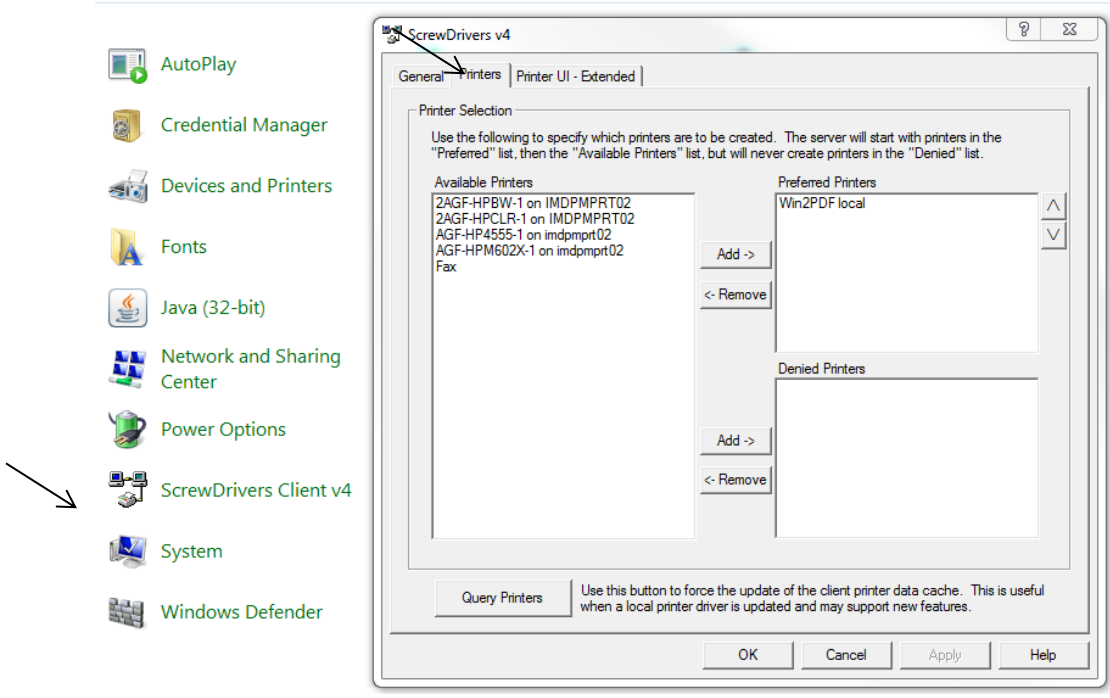 AutoPlay
Credential Manager
Devices and Printers
Fonts
Java (32-bit)
Network and Sharing
Center
Power Options
ScrewDrivers Client v4
System
Windows Defender
ScrewDrivers v4
General
Printers
Printer UI - Extended
Printer Selection
Use the following to specify which printers are to be created.  The server will start with printers in the
"Preferred" list, then the "Available Printers" list, but will never create printers in the "Denied" list.
Available Printers
2AGF-HPBW-1 on IMDPMPRT02
2AGF-HPCLR-1 on IMDPMPRT02
AGF-HP4555-1 on imdpmprt02
AGF-HPM602X-1 on imdpmprt02
Fax
Add ->
<- Remove
Preferred Printers
Win2PDF local
Denied Printers
Add ->
<- Remove
Query Printers
Use this button to force the update of the client printer data cache.  This is useful
when a local printer driver is updated and may support new features.
OK
Cancel
Apply
Help